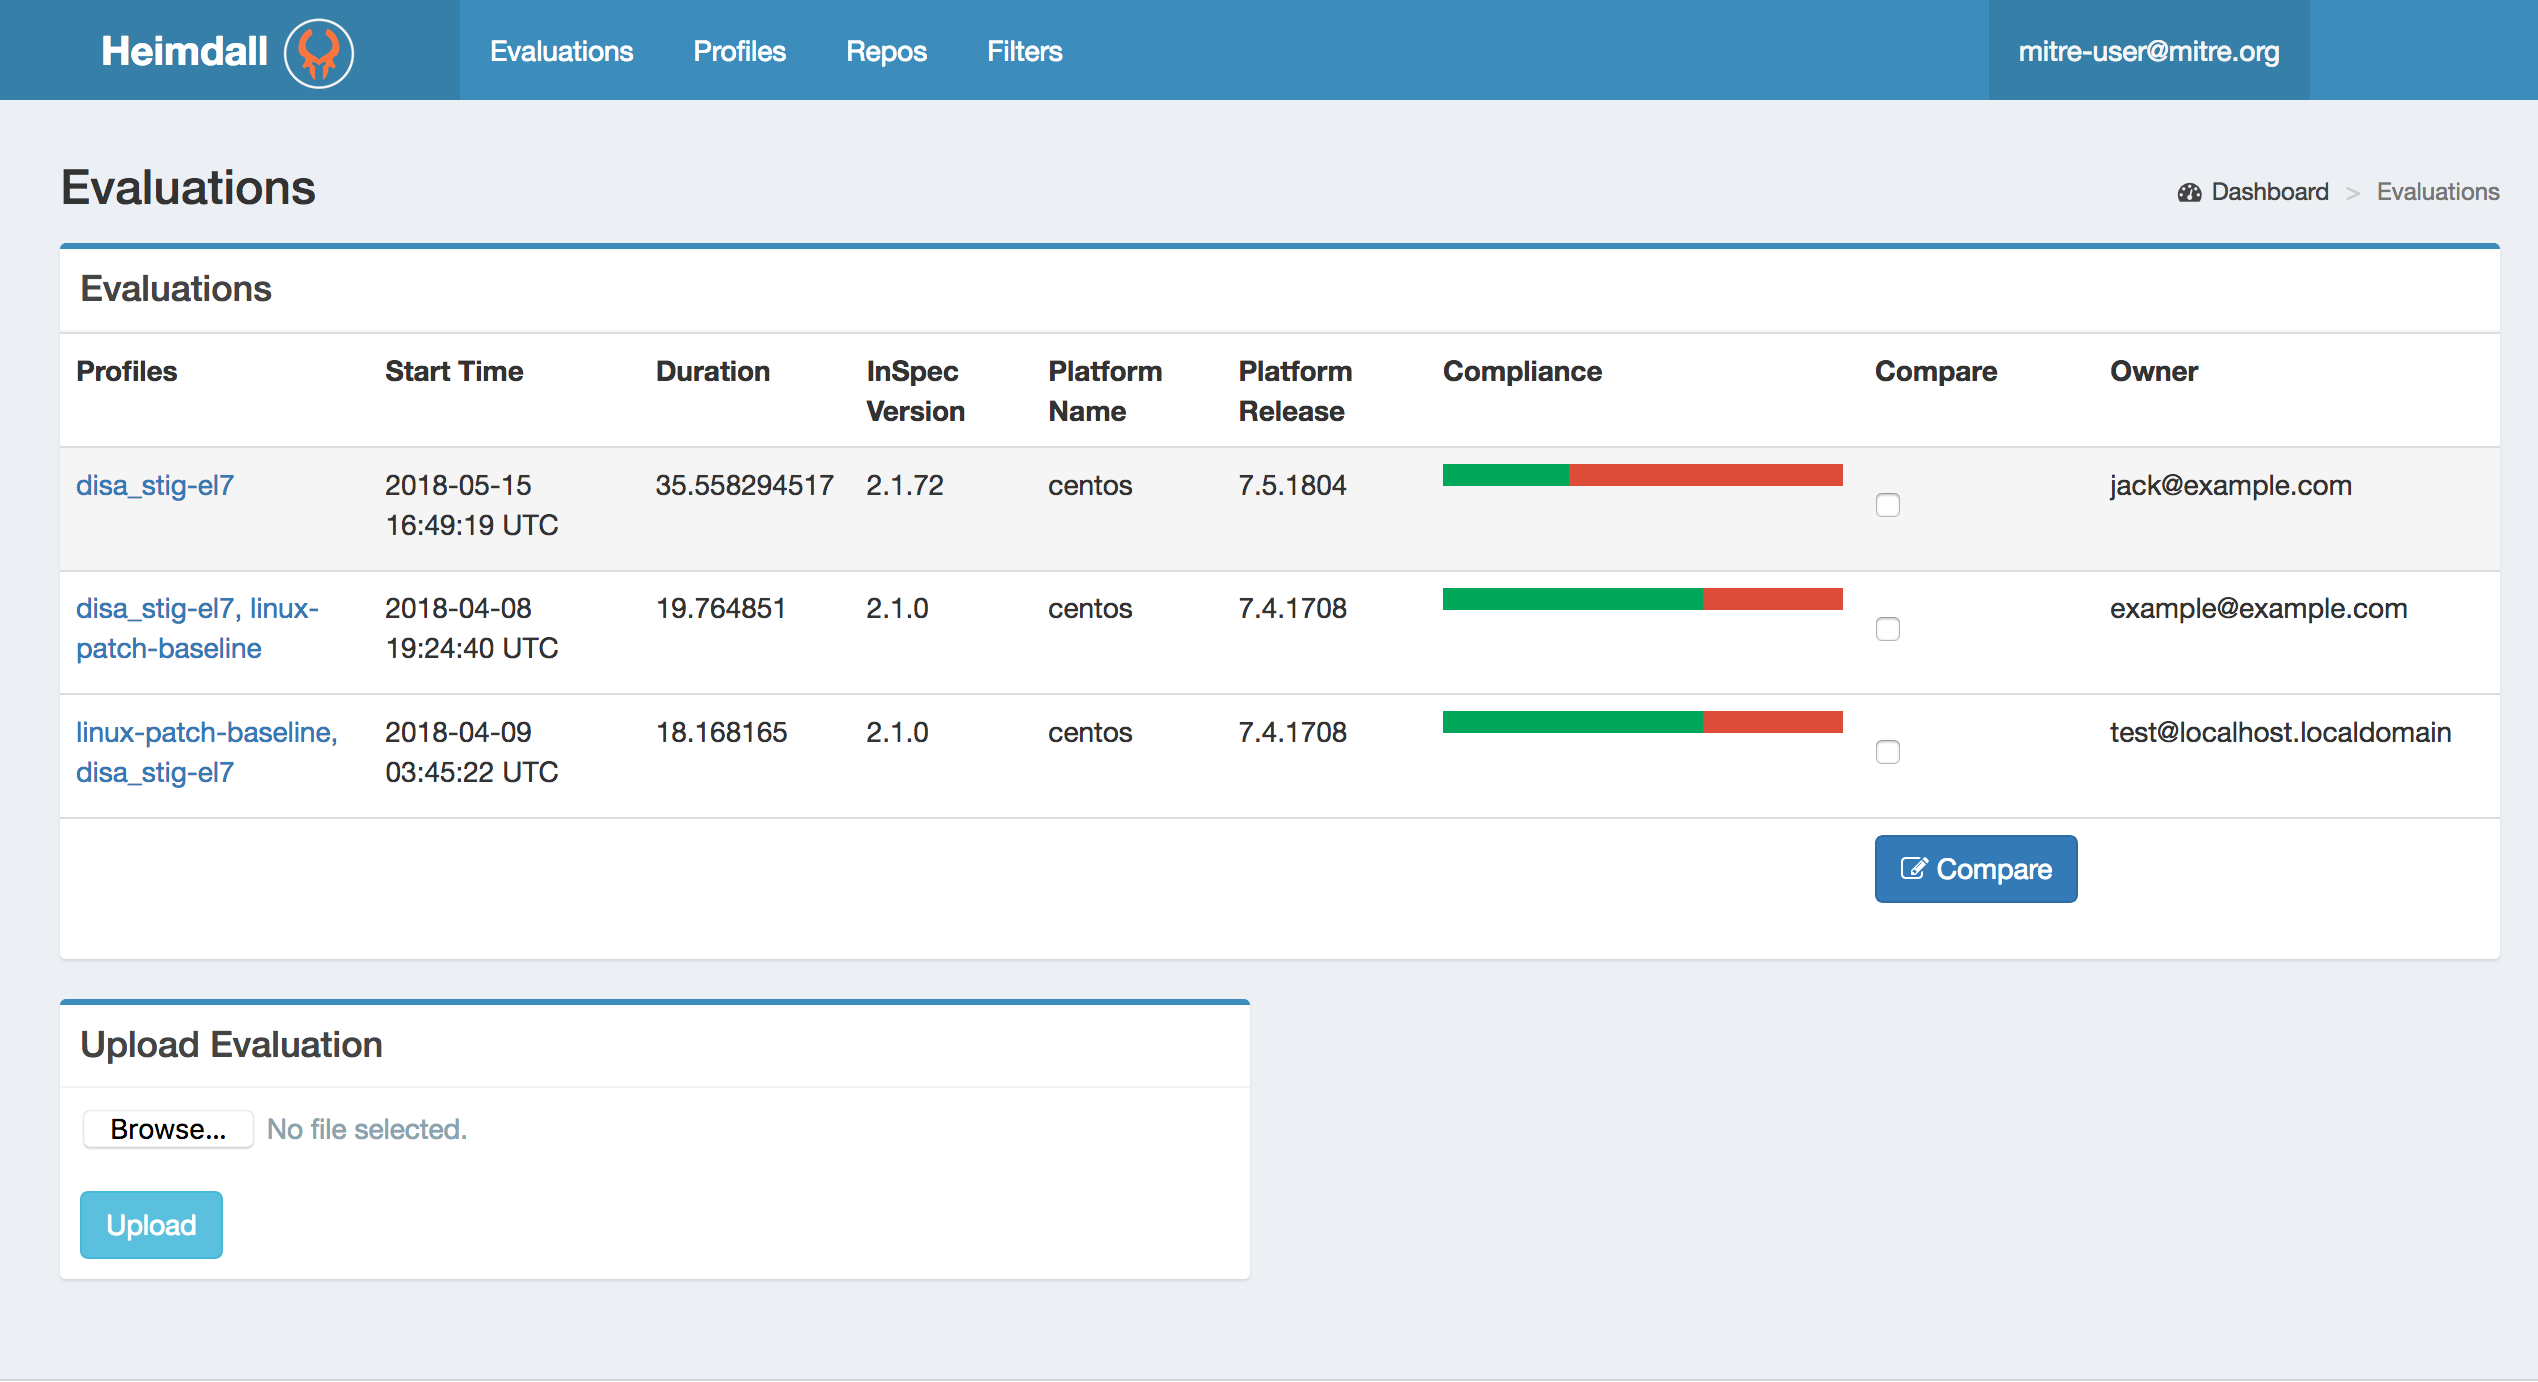 Heimdall Evaluations Profiles Repos Filters mitre-user@mitre.org
Evaluations
Dashboard > Evaluations
Evaluations
Profiles Start Time Duration InSpec Version Platform Name Platform Release Compliance Compare Owner
disa_stig-el7 2018-05-15 16:49:19 UTC 35.558294517 2.1.72 centos 7.5.1804 jack@example.com
disa_stig-el7, linux-patch-baseline 2018-04-08 19:24:40 UTC 19.764851 2.1.0 centos 7.4.1708 example@example.com
linux-patch-baseline, disa_stig-el7 2018-04-09 03:45:22 UTC 18.168165 2.1.0 centos 7.4.1708 test@localhost.localdomain
Compare
Upload Evaluation
Browse... No file selected.
Upload